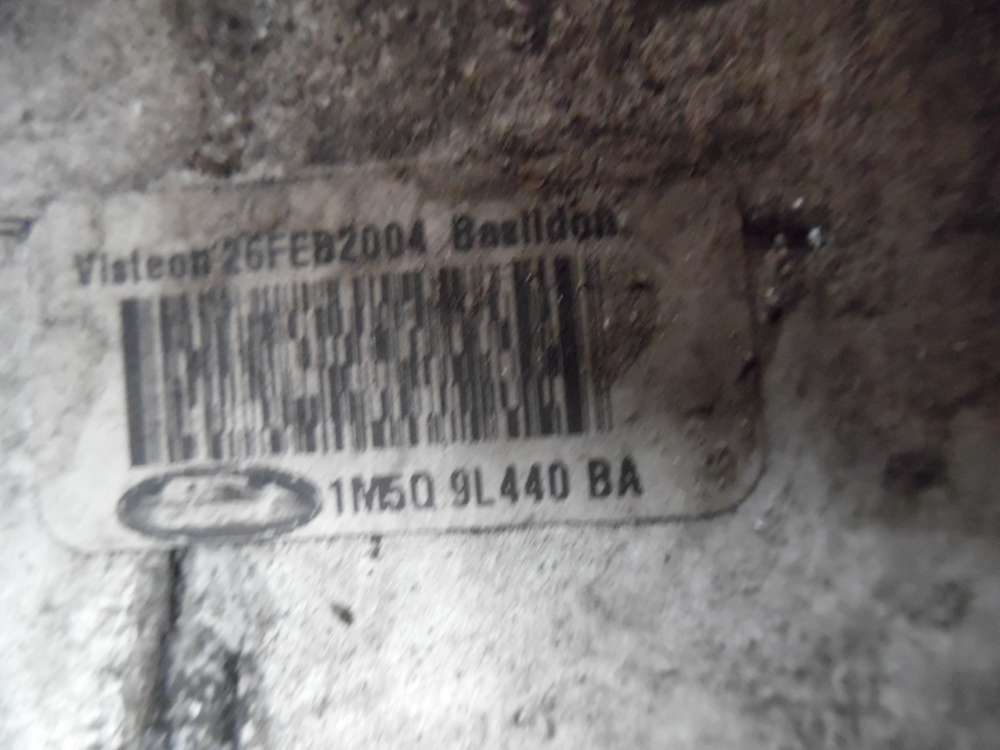 Visteon 26FEB2004 Basildon
1M5Q 9L440 BA